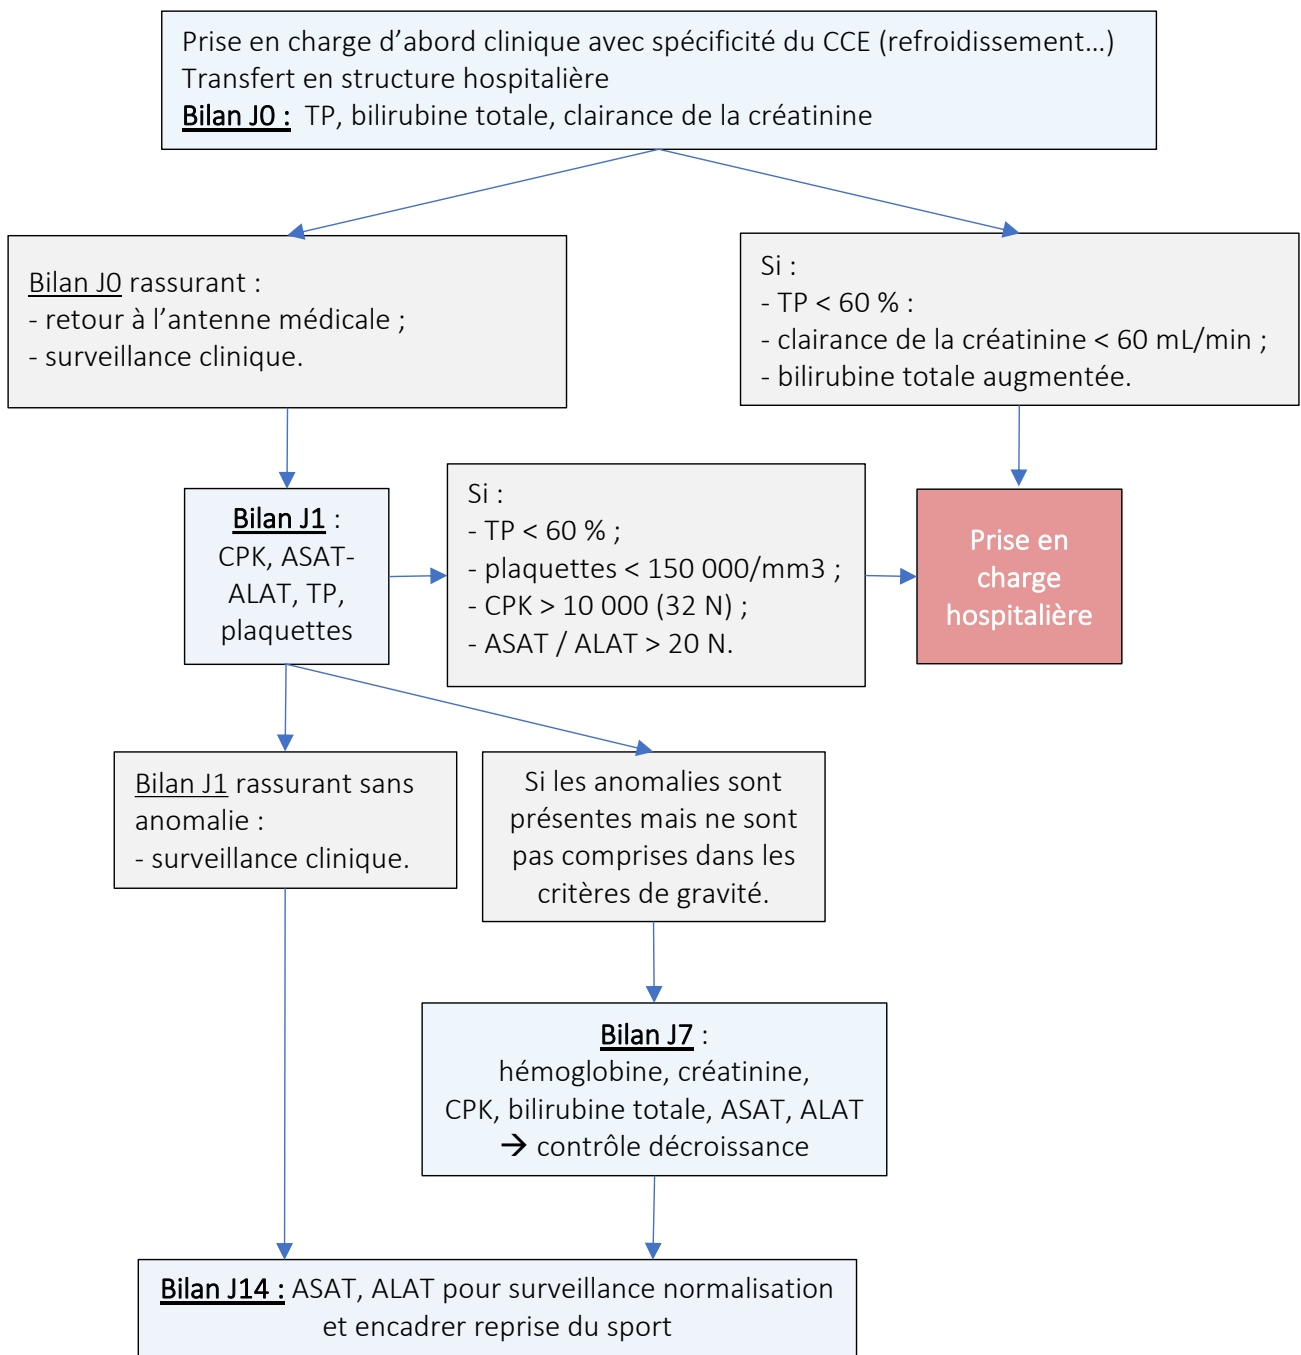 Prise en charge d’abord clinique avec spécificité du CCE (refroidissement…)
Transfert en structure hospitalière
Bilan J0 : TP, bilirubine totale, clairance de la créatinine
Bilan J0 rassurant :
- retour à l’antenne médicale ;
- surveillance clinique.
Si :
- TP < 60 % :
- clairance de la créatinine < 60 mL/min ;
- bilirubine totale augmentée.
Bilan J1 :
CPK, ASAT-
ALAT, TP,
plaquettes
Si :
- TP < 60 % ;
- plaquettes < 150 000/mm3 ;
- CPK > 10 000 (32 N) ;
- ASAT / ALAT > 20 N.
Prise en
charge
hospitalière
Bilan J1 rassurant sans
anomalie :
- surveillance clinique.
Si les anomalies sont
présentes mais ne sont
pas comprises dans les
critères de gravité.
Bilan J7 :
hémoglobine, créatinine,
CPK, bilirubine totale, ASAT, ALAT
→ contrôle décroissance
Bilan J14 : ASAT, ALAT pour surveillance normalisation
et encadrer reprise du sport